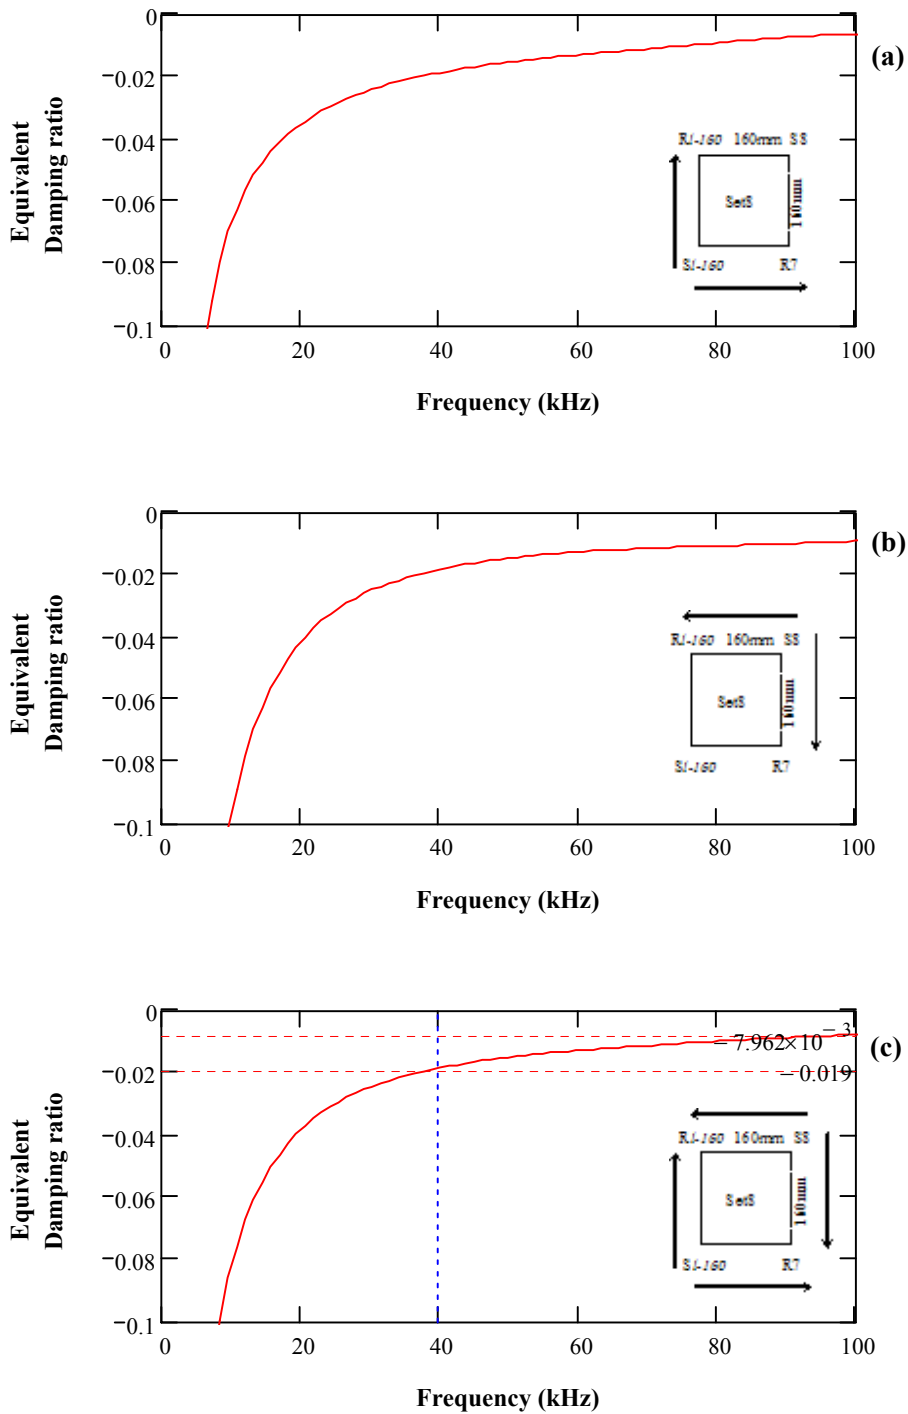 0
(a)
−0.02
Equivalent
Damping ratio
−0.04
−0.06
−0.08
−0.1
R1-160 160mm S8
SetS
160mm
S1-160 R7
0 20 40 60 80 100
Frequency (kHz)
0
(b)
−0.02
Equivalent
Damping ratio
−0.04
−0.06
−0.08
−0.1
R1-160 160mm S8
SetS
160mm
S1-160 R7
0 20 40 60 80 100
Frequency (kHz)
0
−7.962×10⁻³
(c)
−0.02
−0.019
Equivalent
Damping ratio
−0.04
−0.06
−0.08
−0.1
R1-160 160mm S8
SetS
160mm
S1-160 R7
0 20 40 60 80 100
Frequency (kHz)